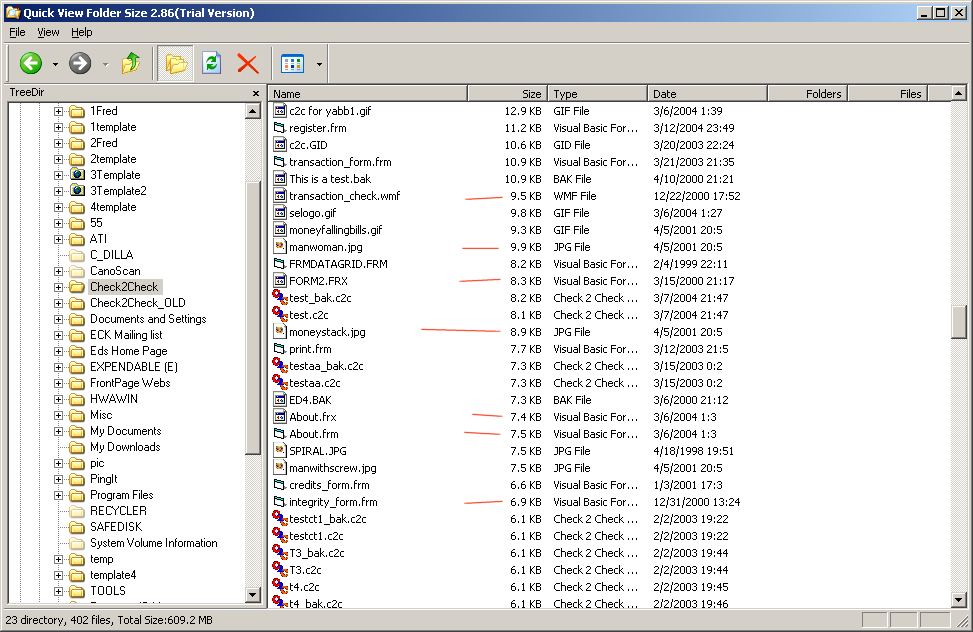 Quick View Folder Size 2.86(Trial Version)
File View Help
TreeDir
1Fred
1template
2Fred
2template
3Template
3Template2
4template
55
ATI
C_DILLA
CanoScan
Check2Check
Check2Check_OLD
Documents and Settings
ECK Mailing list
Eds Home Page
EXPENDABLE (E)
FrontPage Webs
HWAWIN
Misc
My Documents
My Downloads
pic
PingIt
Program Files
RECYCLER
SAFEDISK
System Volume Information
temp
template4
TOOLS
Name Size Type Date Folders Files
c2c for yabb1.gif 12.9 KB GIF File 3/6/2004 1:39
register.frm 11.2 KB Visual Basic For... 3/12/2004 23:49
c2c.GID 10.6 KB GID File 3/20/2003 22:24
transaction_form.frm 10.9 KB Visual Basic For... 3/21/2003 21:35
This is a test.bak 10.9 KB BAK File 4/10/2000 21:21
transaction_check.wmf 9.5 KB WMF File 12/22/2000 17:52
selogo.gif 9.8 KB GIF File 3/6/2004 1:27
moneyfallingbills.gif 9.3 KB GIF File 4/5/2001 20:5
manwoman.jpg 9.9 KB JPG File 4/5/2001 20:5
FRMDATAGRID.FRM 8.2 KB Visual Basic For... 2/4/1999 22:11
FORM2.FRX 8.3 KB Visual Basic For... 3/15/2000 21:17
test_bak.c2c 8.2 KB Check 2 Check ... 3/7/2004 21:47
test.c2c 8.1 KB Check 2 Check ... 3/7/2004 21:47
moneystack.jpg 8.9 KB JPG File 4/5/2001 20:5
print.frm 7.7 KB Visual Basic For... 3/12/2003 21:5
testaa_bak.c2c 7.3 KB Check 2 Check ... 3/15/2003 0:2
testaa.c2c 7.3 KB Check 2 Check ... 3/15/2003 0:2
ED4.BAK 7.3 KB BAK File 3/6/2000 21:12
About.frx 7.4 KB Visual Basic For... 3/6/2004 1:3
About.frm 7.5 KB Visual Basic For... 3/6/2004 1:3
SPIRAL.JPG 7.5 KB JPG File 4/18/1998 19:51
manwithscrew.jpg 7.5 KB JPG File 4/5/2001 20:5
credits_form.frm 6.6 KB Visual Basic For... 1/3/2001 17:3
integrity_form.frm 6.9 KB Visual Basic For... 12/31/2000 13:24
testct1_bak.c2c 6.1 KB Check 2 Check ... 2/2/2003 19:22
testct1.c2c 6.1 KB Check 2 Check ... 2/2/2003 19:22
T3_bak.c2c 6.1 KB Check 2 Check ... 2/2/2003 19:44
T3.c2c 6.1 KB Check 2 Check ... 2/2/2003 19:44
t4.c2c 6.1 KB Check 2 Check ... 2/2/2003 19:45
t4_bak.c2c 6.1 KB Check 2 Check ... 2/2/2003 19:46
23 directory, 402 files, Total Size:609.2 MB